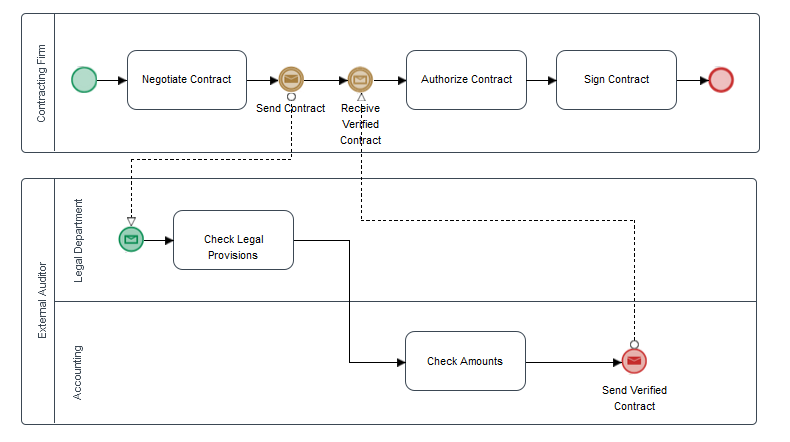 Contracting Firm
Negotiate Contract
Send Contract
Receive
Verified
Contract
Authorize Contract
Sign Contract
External Auditor
Legal Department
Check Legal
Provisions
Accounting
Check Amounts
Send Verified
Contract